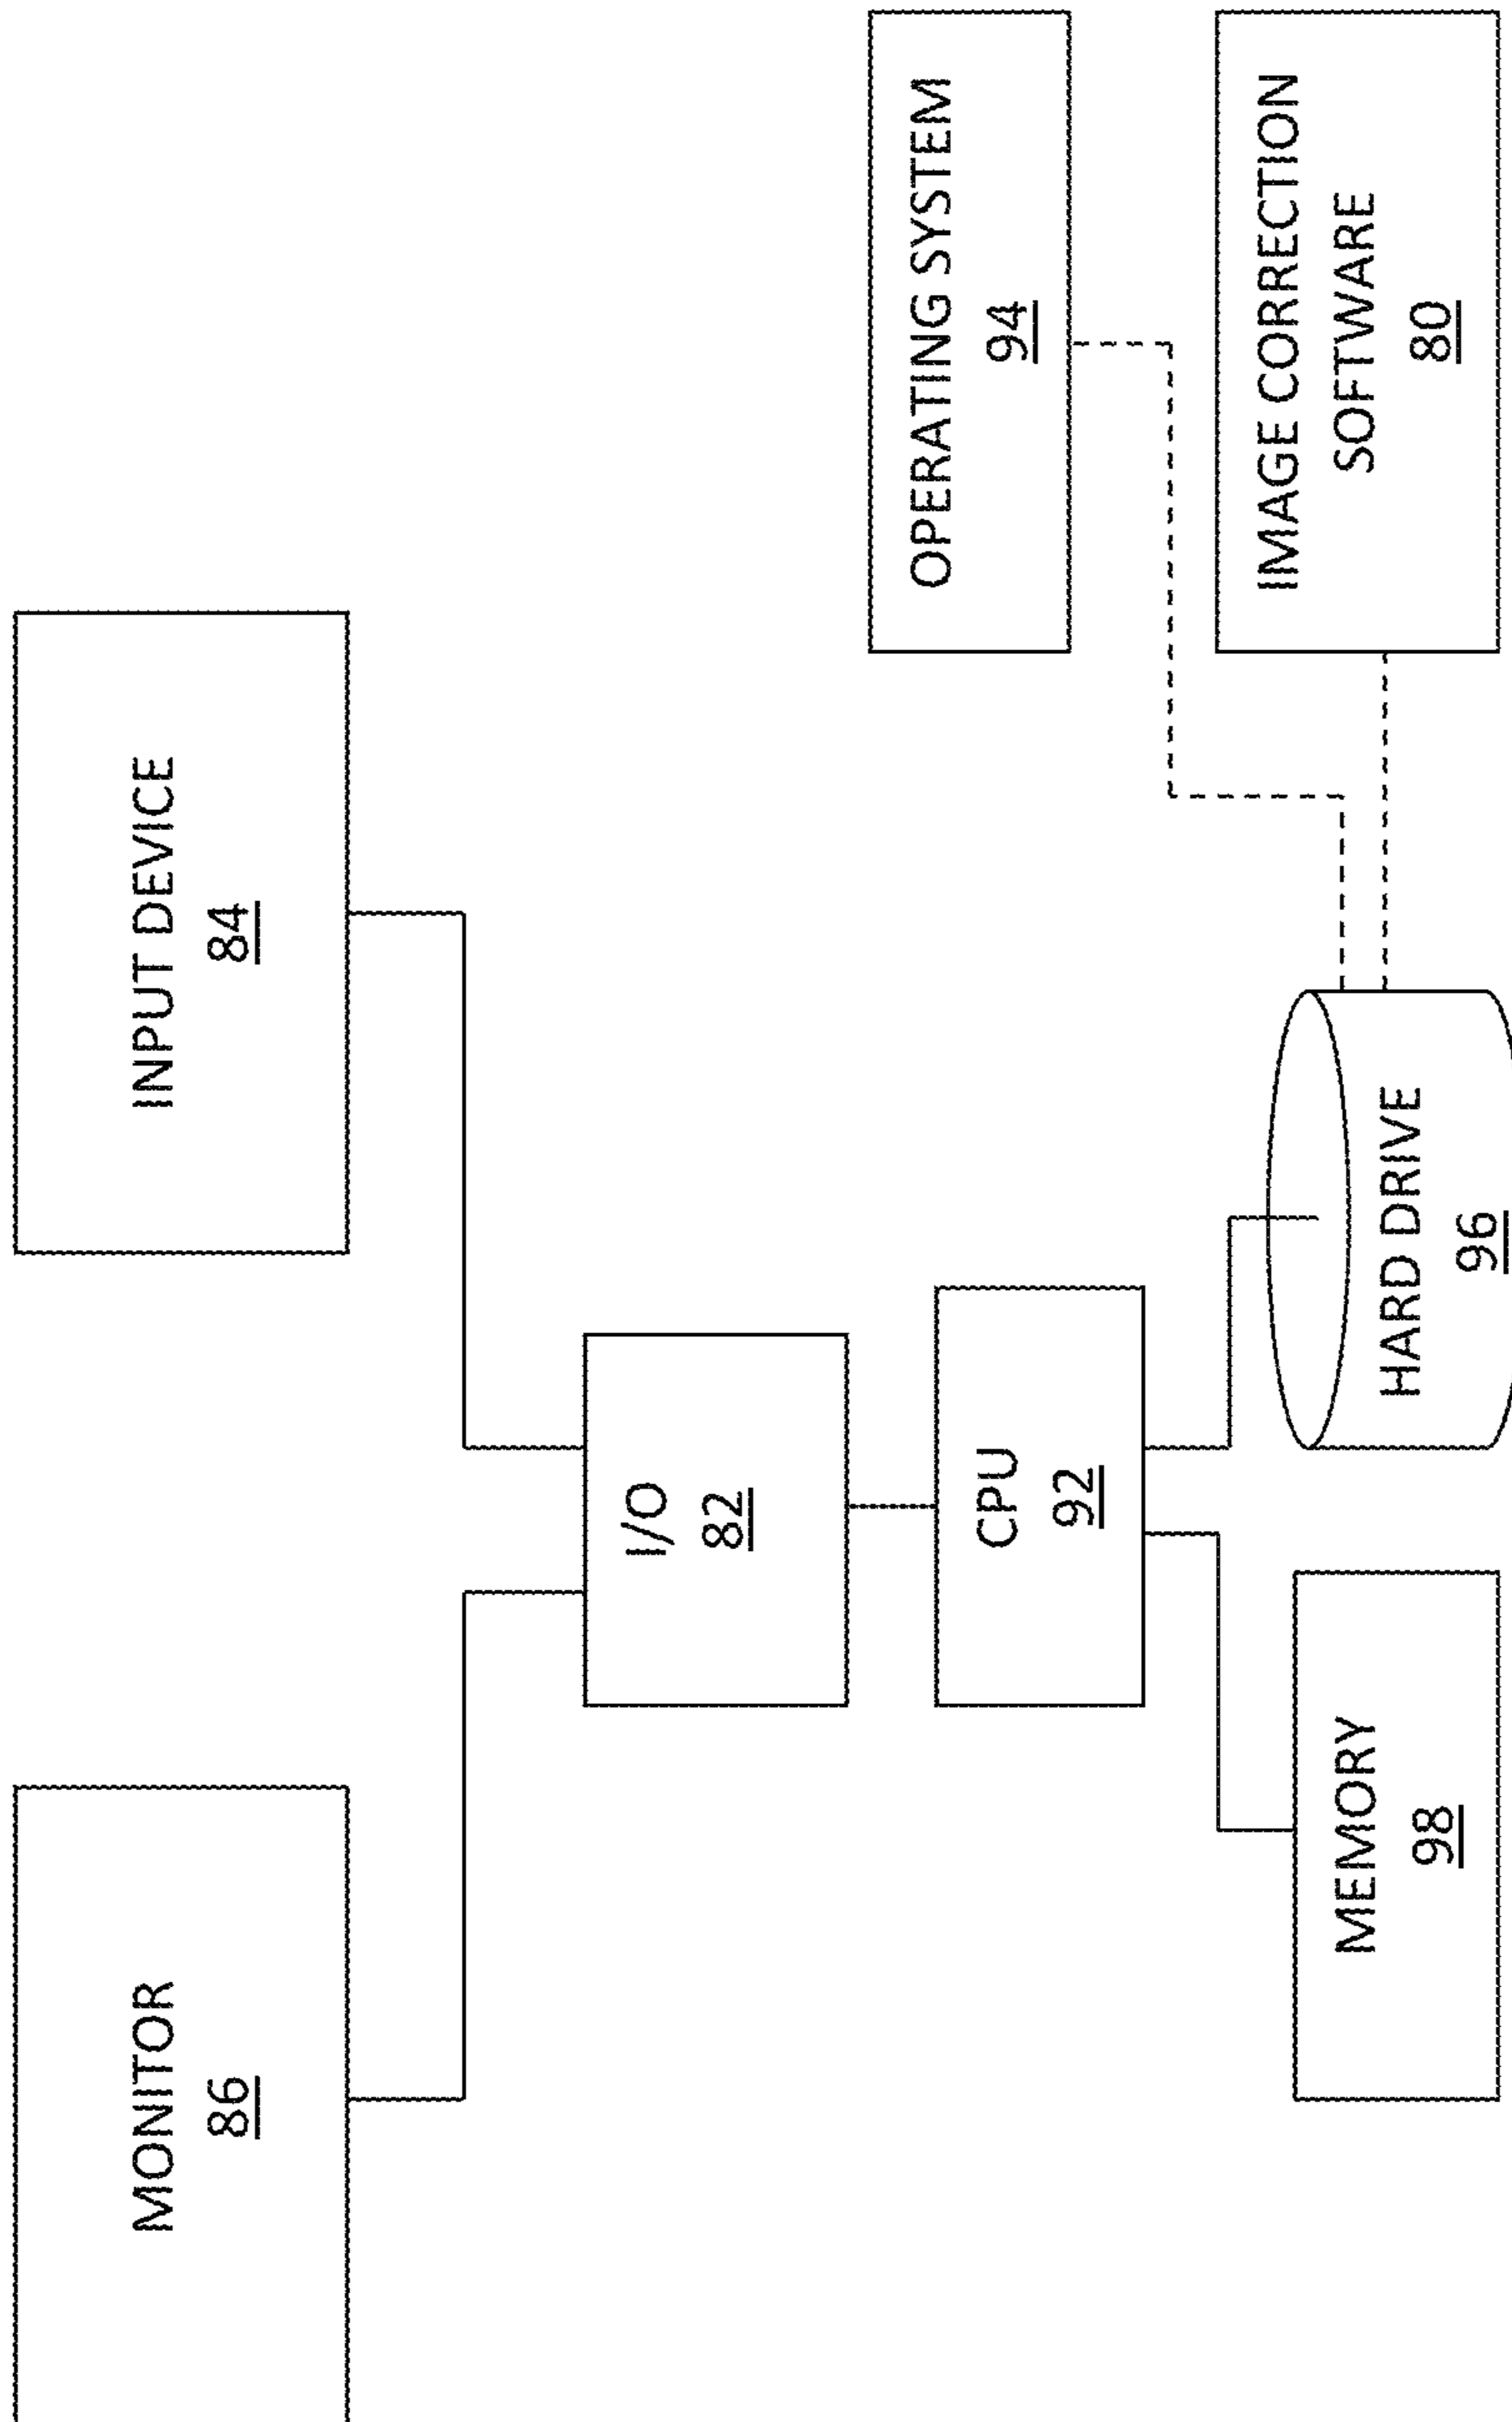 MONITOR
86
INPUT DEVICE
84
I/O
82
CPU
92
OPERATING SYSTEM
94
MEMORY
98
HARD DRIVE
96
IMAGE CORRECTION
SOFTWARE
80